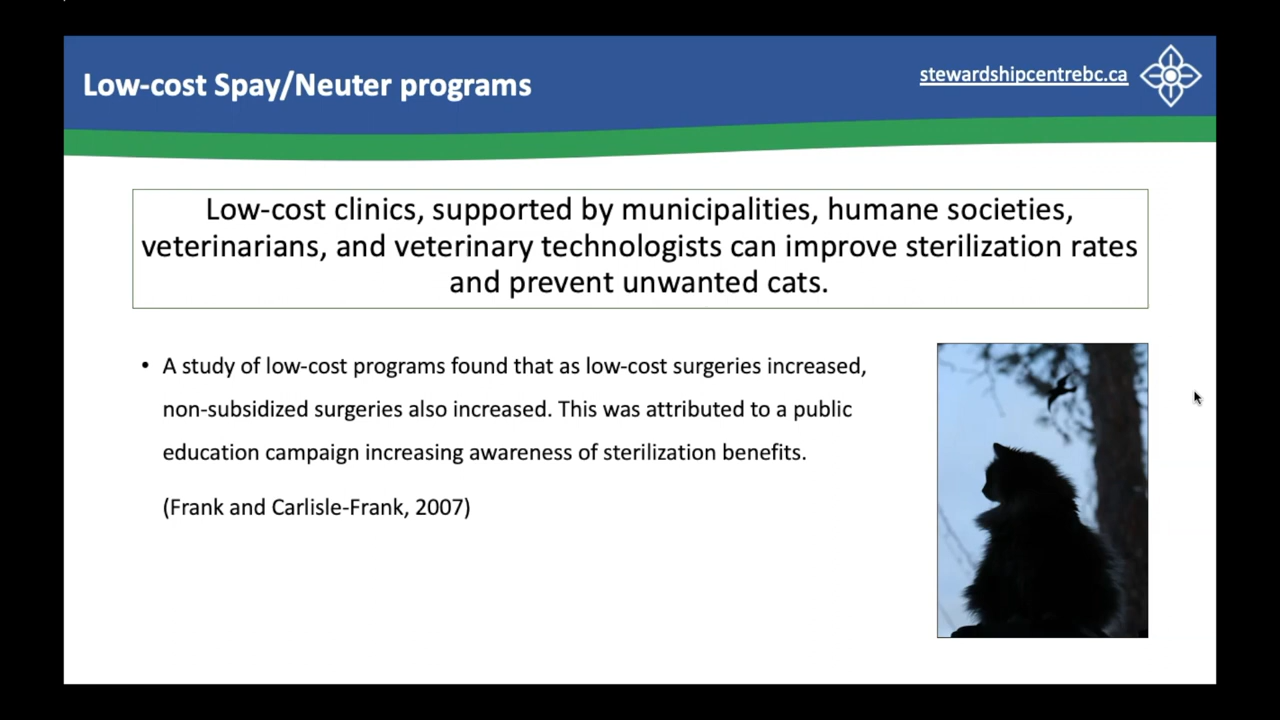 Low-cost Spay/Neuter programs
stewardshipcentrebc.ca
Low-cost clinics, supported by municipalities, humane societies,
veterinarians, and veterinary technologists can improve sterilization rates
and prevent unwanted cats.
• A study of low-cost programs found that as low-cost surgeries increased,
non-subsidized surgeries also increased. This was attributed to a public
education campaign increasing awareness of sterilization benefits.
(Frank and Carlisle-Frank, 2007)